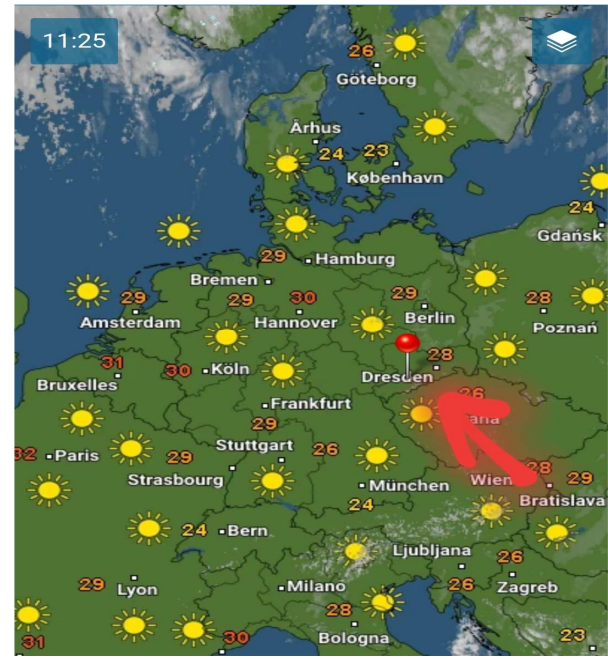 11:25
26
Göteborg
Århus
24
23
København
24
Gdańsk
29
Hamburg
Bremen
29
29
30
29
28
Amsterdam
Hannover
Berlin
Poznań
31
30
Köln
28
Bruxelles
Dresden
26
Frankfurt
29
32
Paris
29
Stuttgart
26
Strasbourg
München
Wien
28
29
24
Bratislava
24
Bern
Ljubljana
26
29
Lyon
Milano
26
Zagreb
28
31
30
Bologna
23